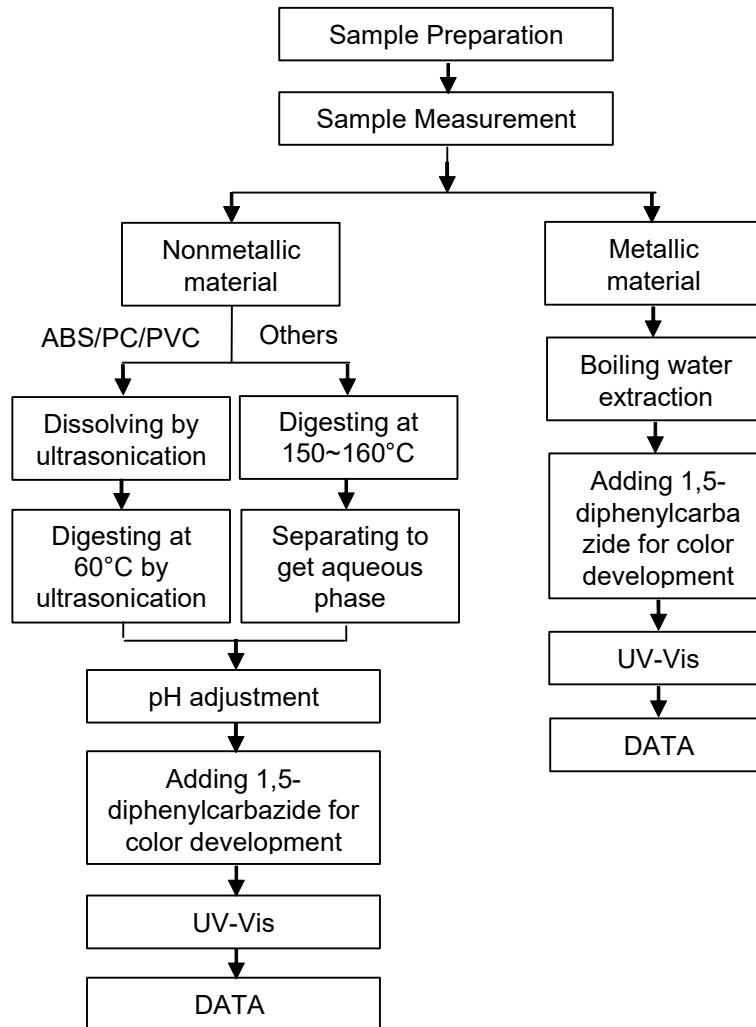 Sample Preparation
Sample Measurement
Nonmetallic
material
Metallic
material
ABS/PC/PVC
Others
Boiling water
extraction
Dissolving by
ultrasonication
Digesting at
150~160°C
Adding 1,5-
diphenylcarba
zide for color
development
Digesting at
60°C by
ultrasonication
Separating to
get aqueous
phase
UV-Vis
pH adjustment
DATA
Adding 1,5-
diphenylcarbazide for
color development
UV-Vis
DATA